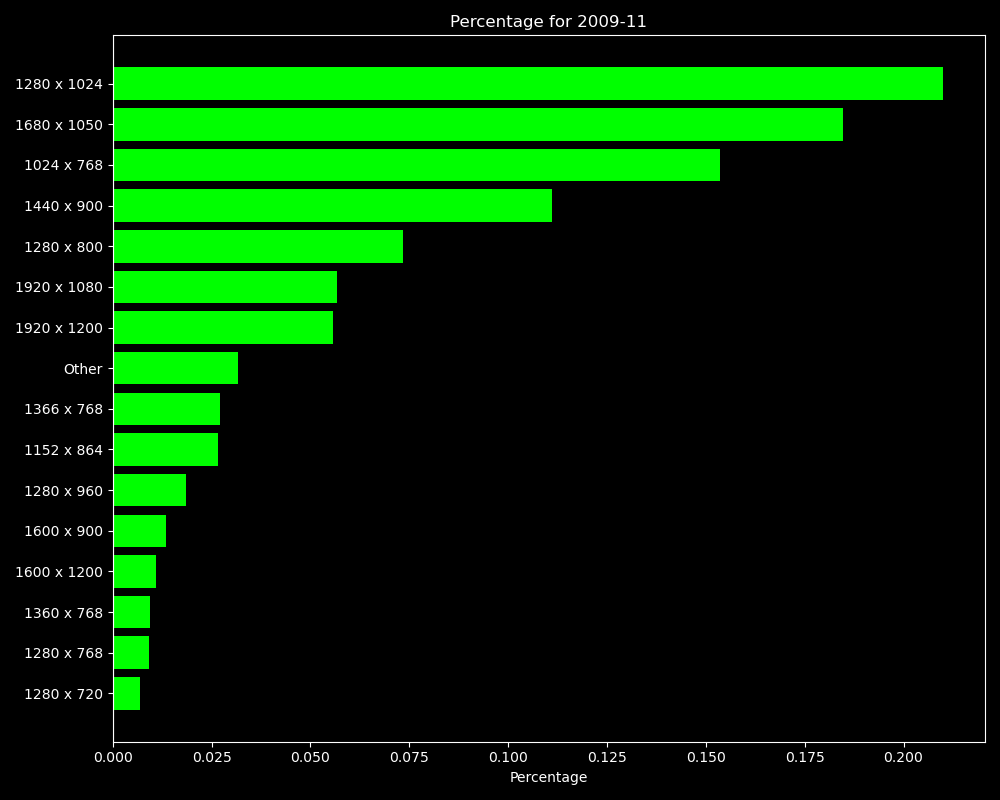 Percentage for 2009-11
1280 x 1024
1680 x 1050
1024 x 768
1440 x 900
1280 x 800
1920 x 1080
1920 x 1200
Other
1366 x 768
1152 x 864
1280 x 960
1600 x 900
1600 x 1200
1360 x 768
1280 x 768
1280 x 720
0.000 0.025 0.050 0.075 0.100 0.125 0.150 0.175 0.200
Percentage